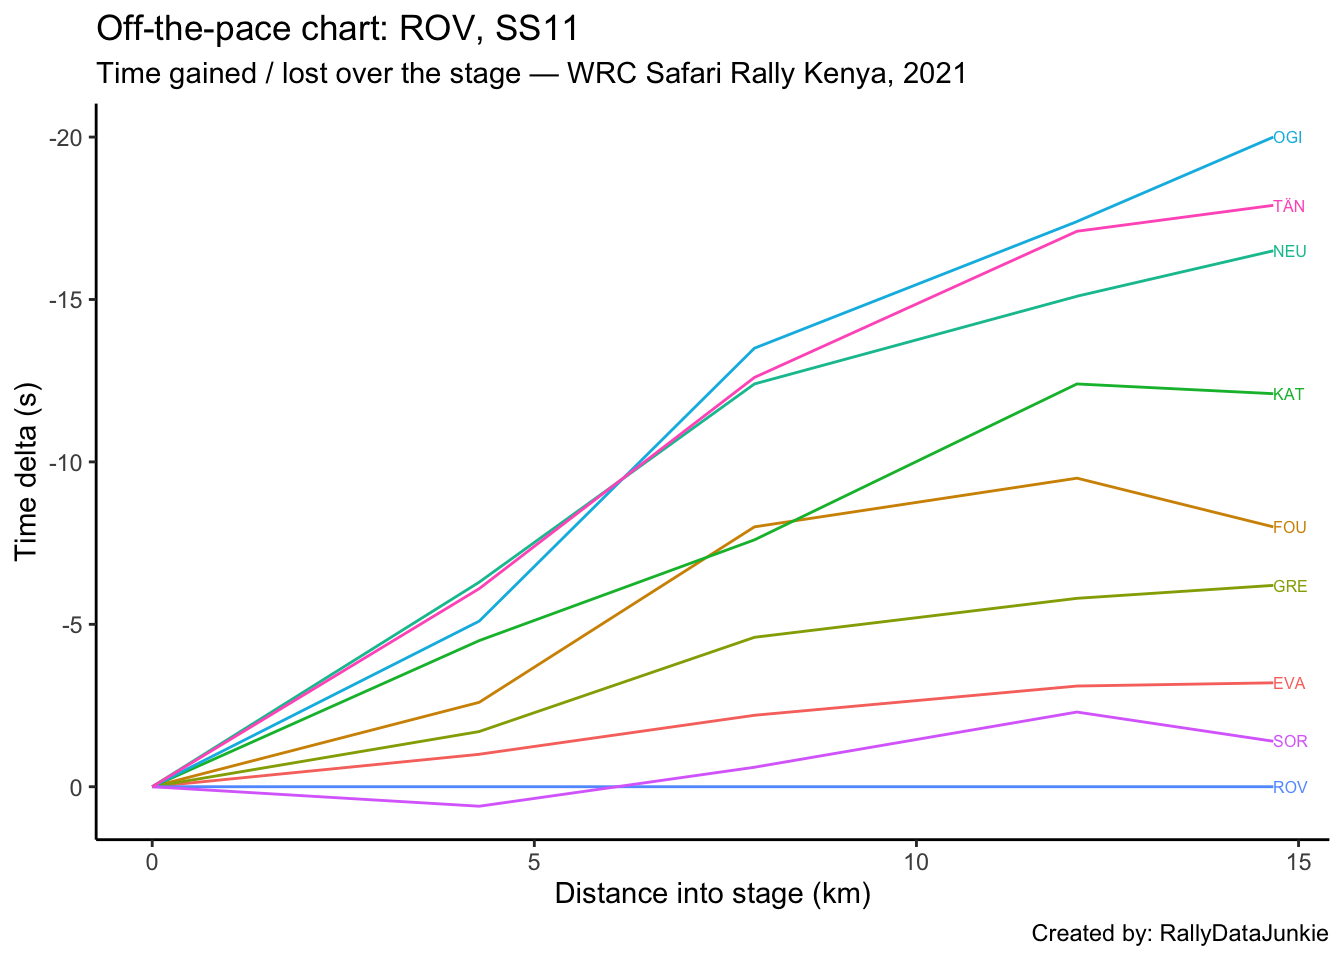 Off-the-pace chart: ROV, SS11
Time gained / lost over the stage — WRC Safari Rally Kenya, 2021
Time delta (s)
-20
-15
-10
-5
0
OGI
TÄN
NEU
KAT
FOU
GRE
EVA
SOR
ROV
0 5 10 15
Distance into stage (km)
Created by: RallyDataJunkie